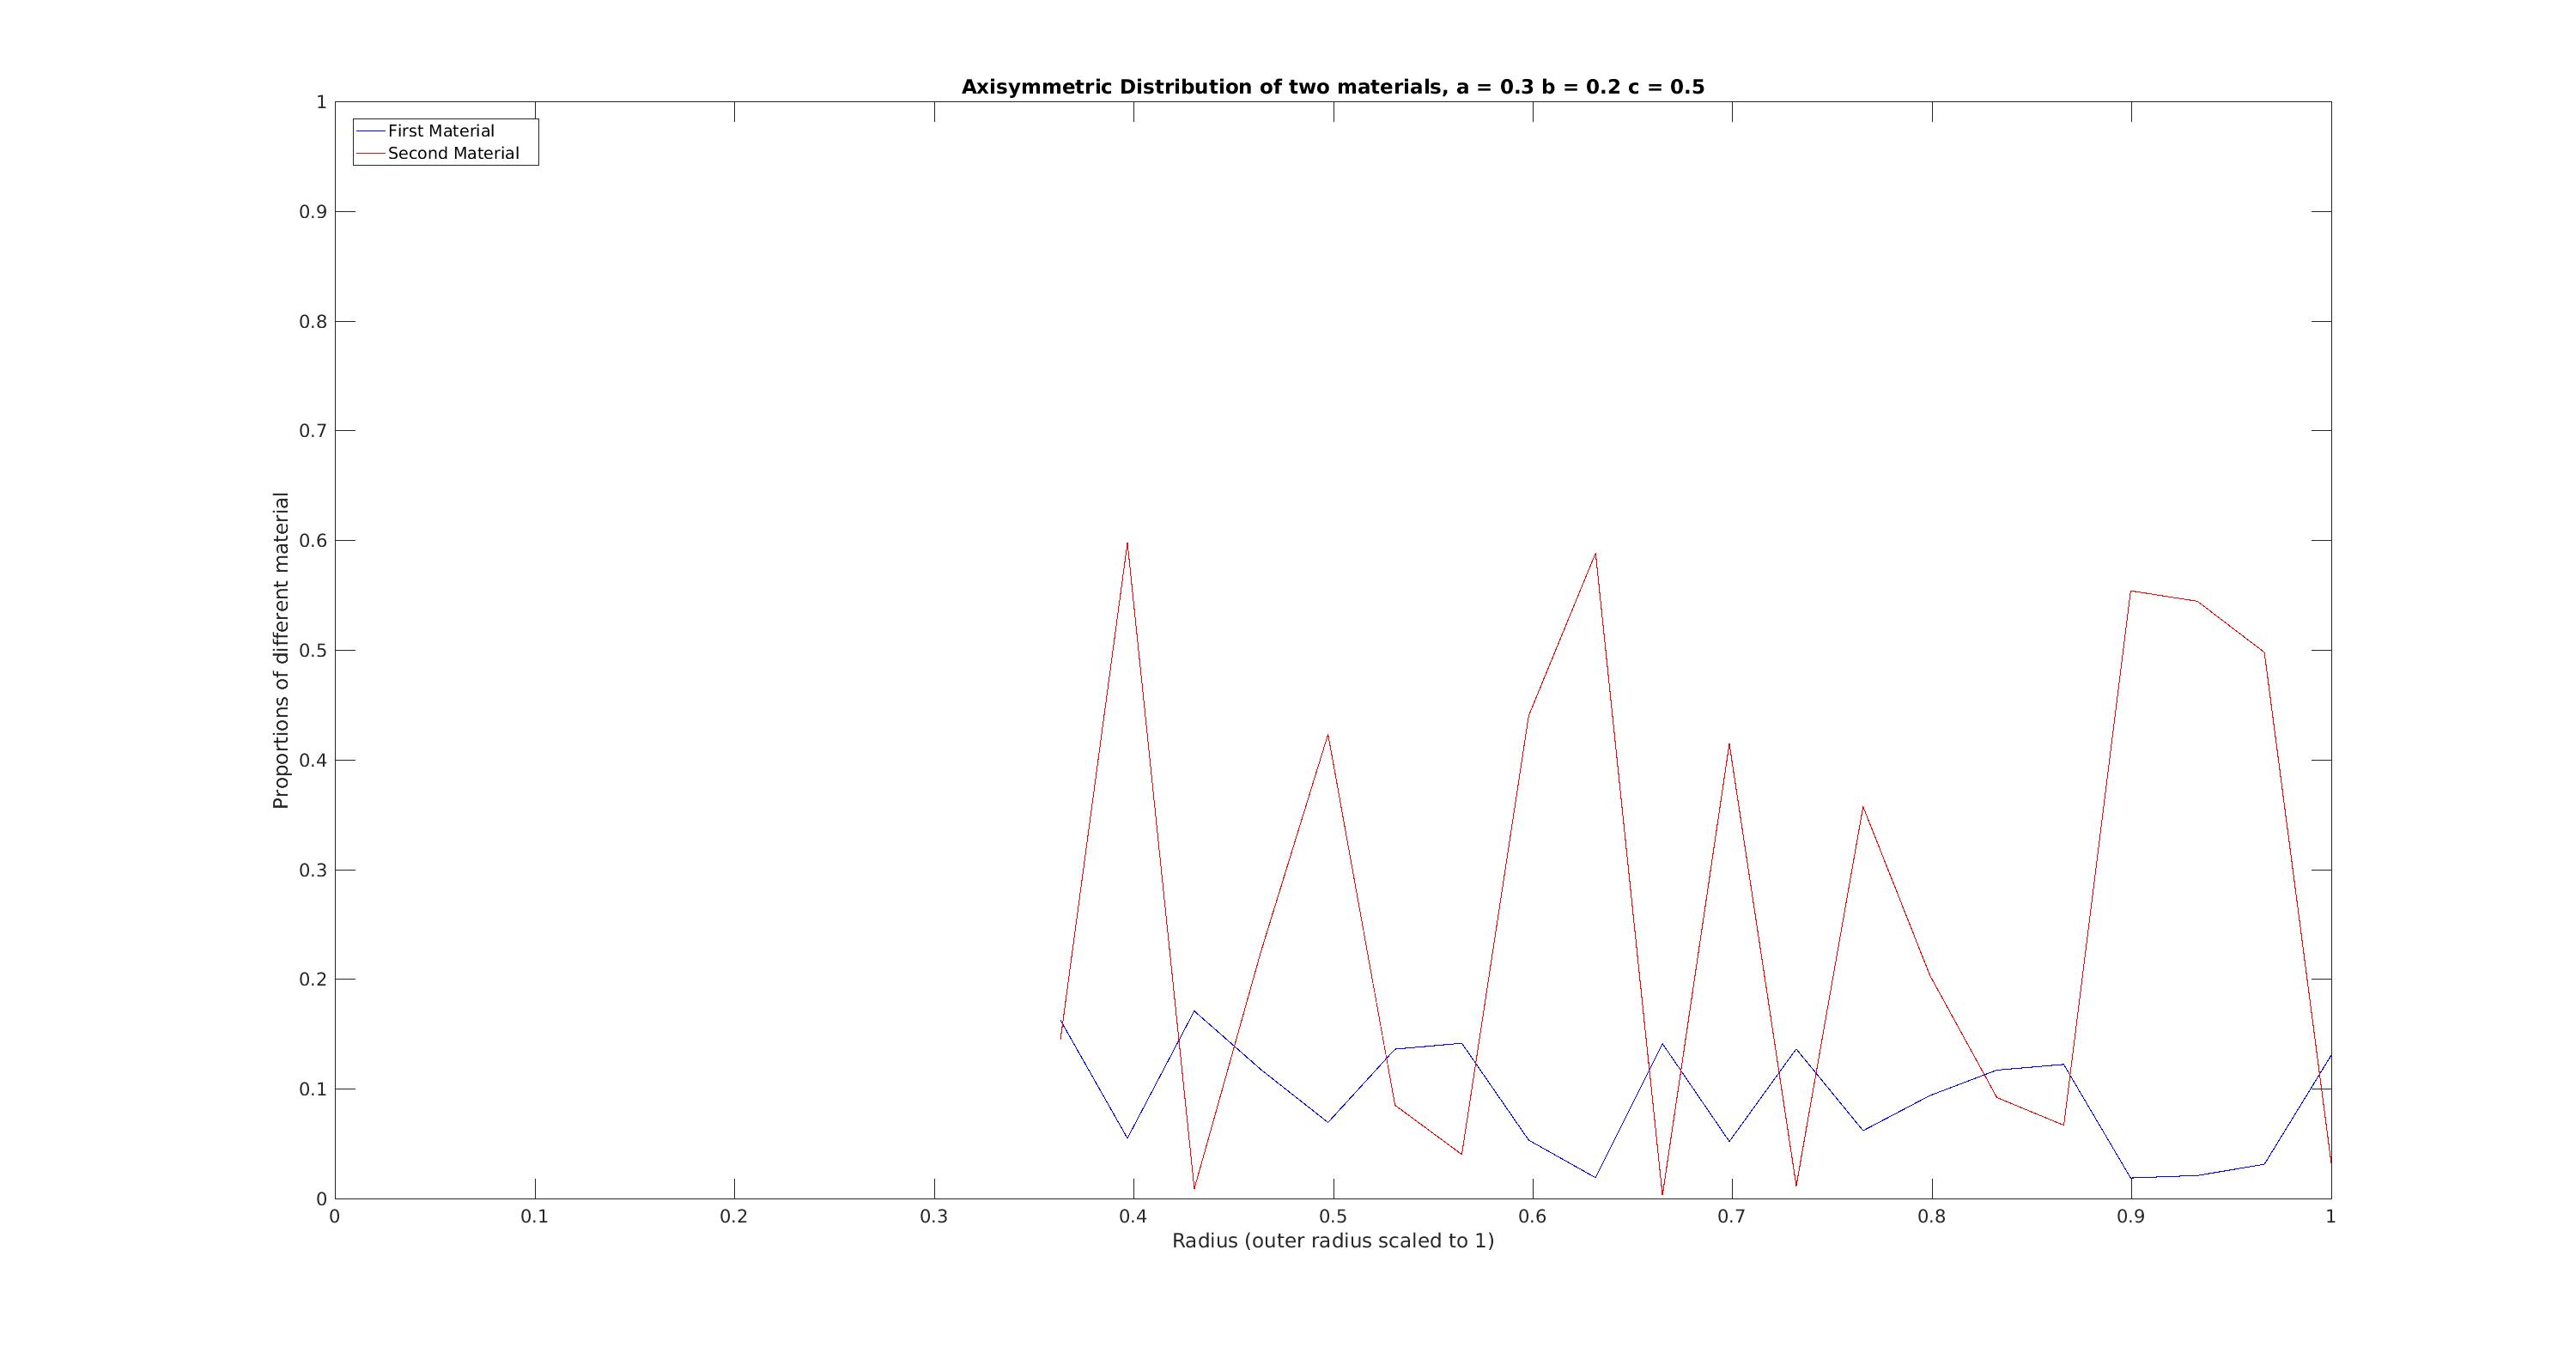 Axisymmetric Distribution of two materials, a = 0.3 b = 0.2 c = 0.5
First Material
Second Material
1
0.9
0.8
0.7
0.6
0.5
0.4
0.3
0.2
0.1
0
Proportions of different material
0 0.1 0.2 0.3 0.4 0.5 0.6 0.7 0.8 0.9 1
Radius (outer radius scaled to 1)